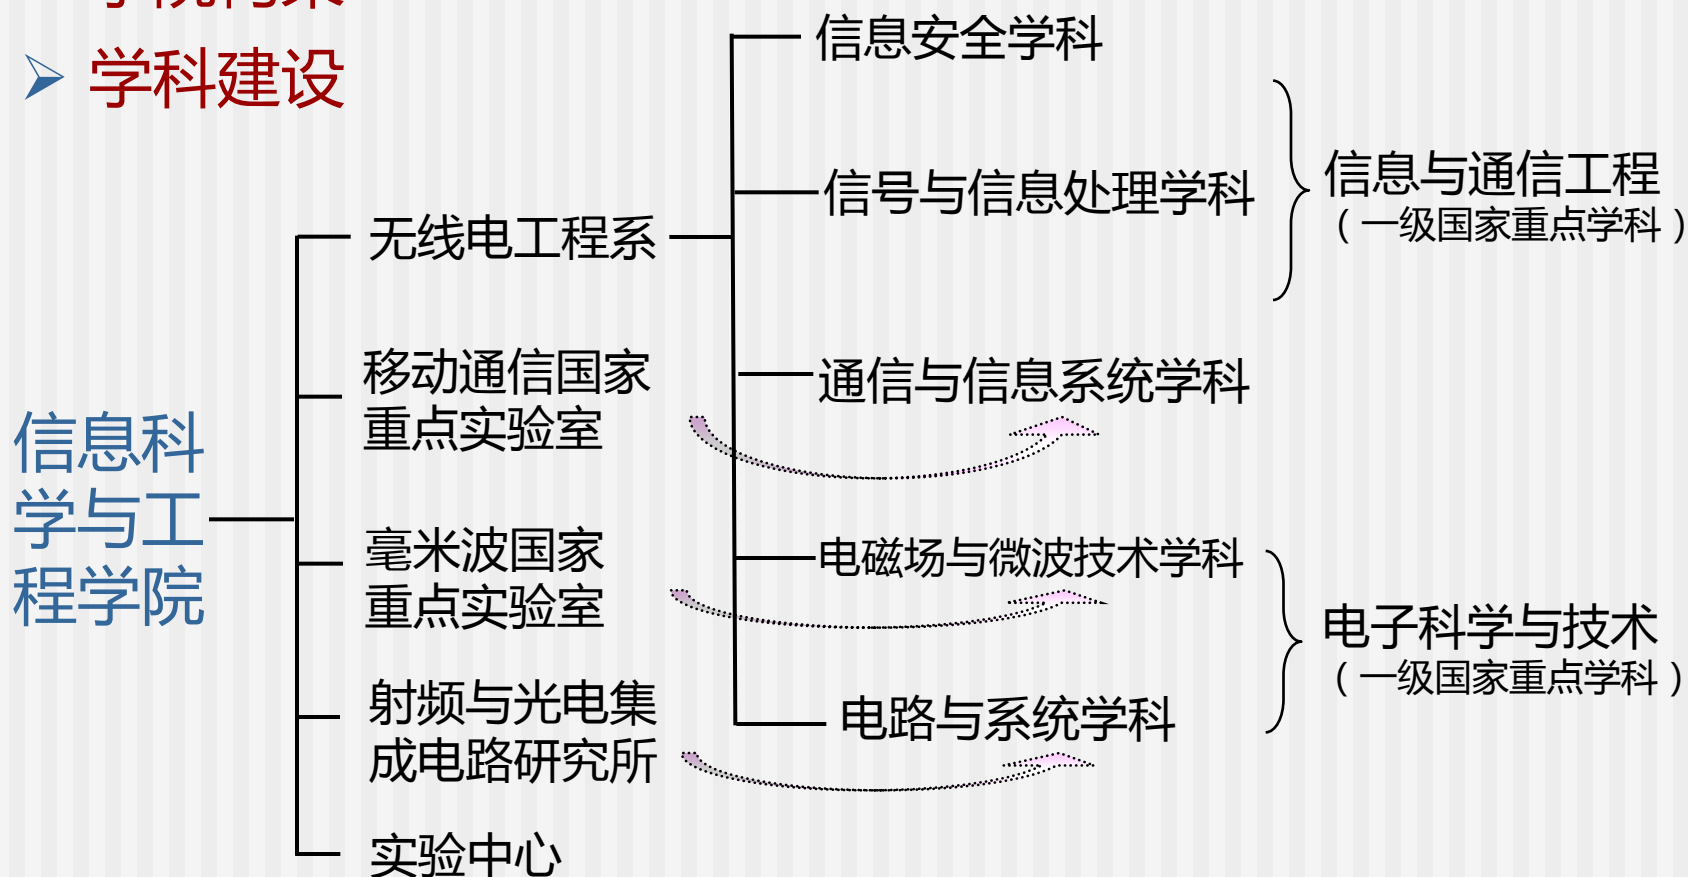 学科建设
信息科
学与工
程学院
无线电工程系
移动通信国家
重点实验室
毫米波国家
重点实验室
射频与光电集
成电路研究所
实验中心
信息安全学科
信号与信息处理学科
通信与信息系统学科
电磁场与微波技术学科
电路与系统学科
信息与通信工程
（一级国家重点学科）
电子科学与技术
（一级国家重点学科）